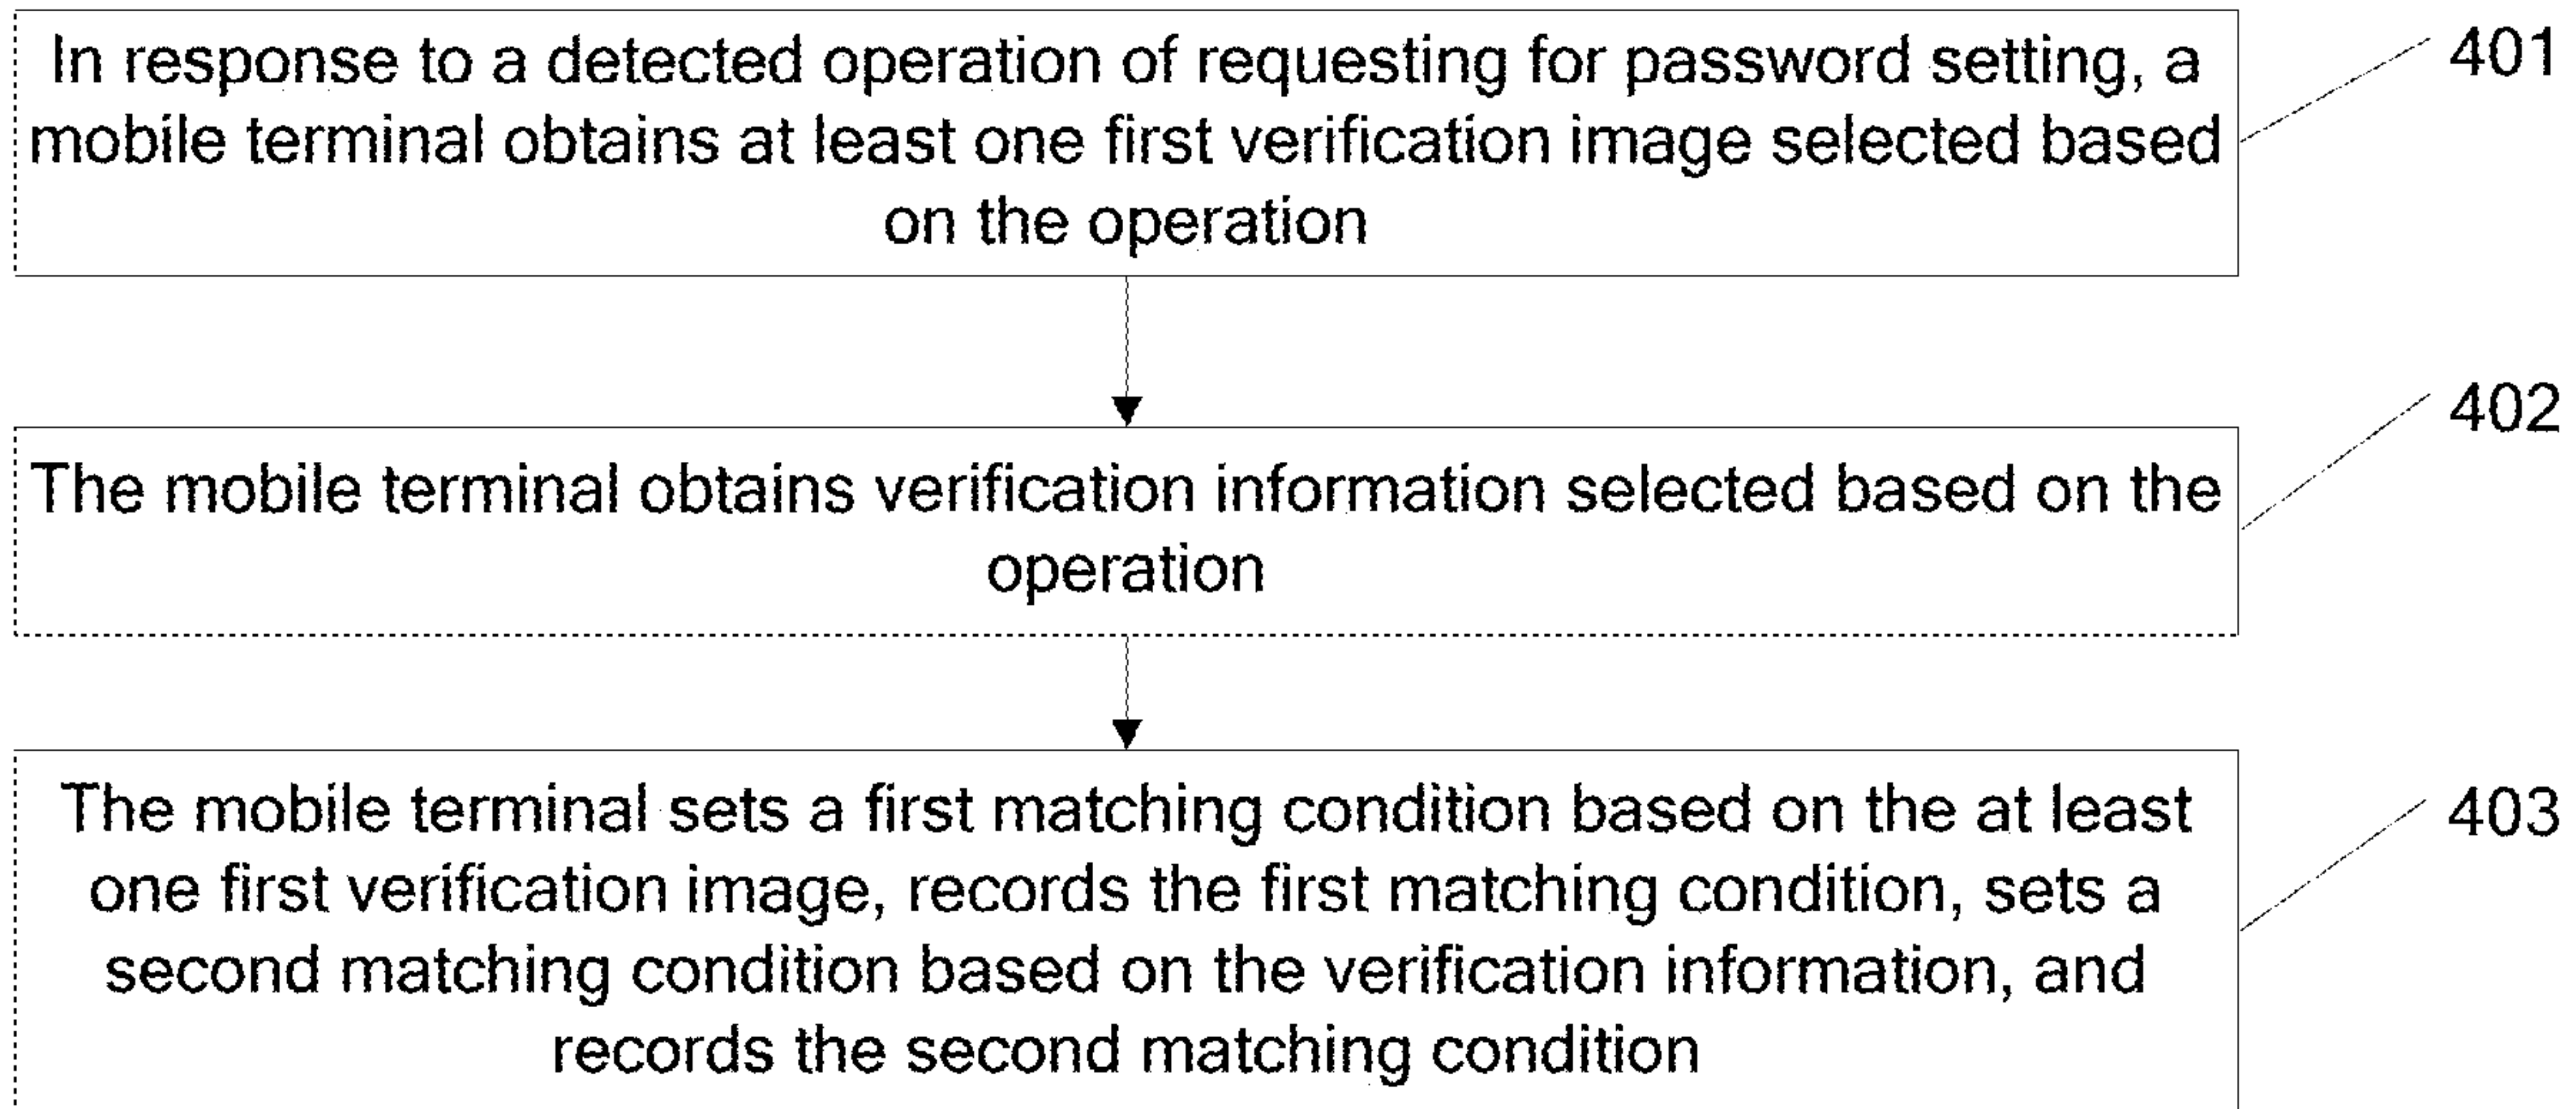 In response to a detected operation of requesting for password setting, a
mobile terminal obtains at least one first verification image selected based
on the operation
401
The mobile terminal obtains verification information selected based on the
operation
402
The mobile terminal sets a first matching condition based on the at least
one first verification image, records the first matching condition, sets a
second matching condition based on the verification information, and
records the second matching condition
403